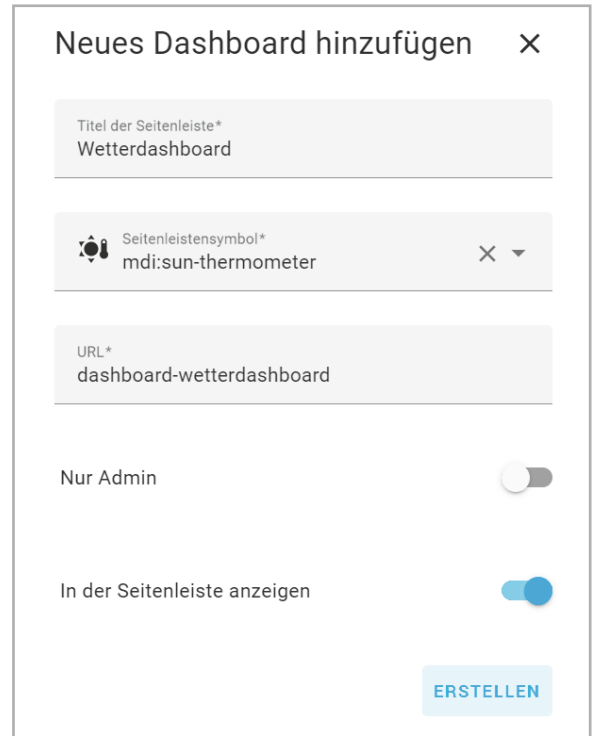 Neues Dashboard hinzufügen
Titel der Seitenleiste*
Wetterdashboard
Seitenleistensymbol*
mdi:sun-thermometer
URL*
dashboard-wetterdashboard
Nur Admin
In der Seitenleiste anzeigen
ERSTELLEN